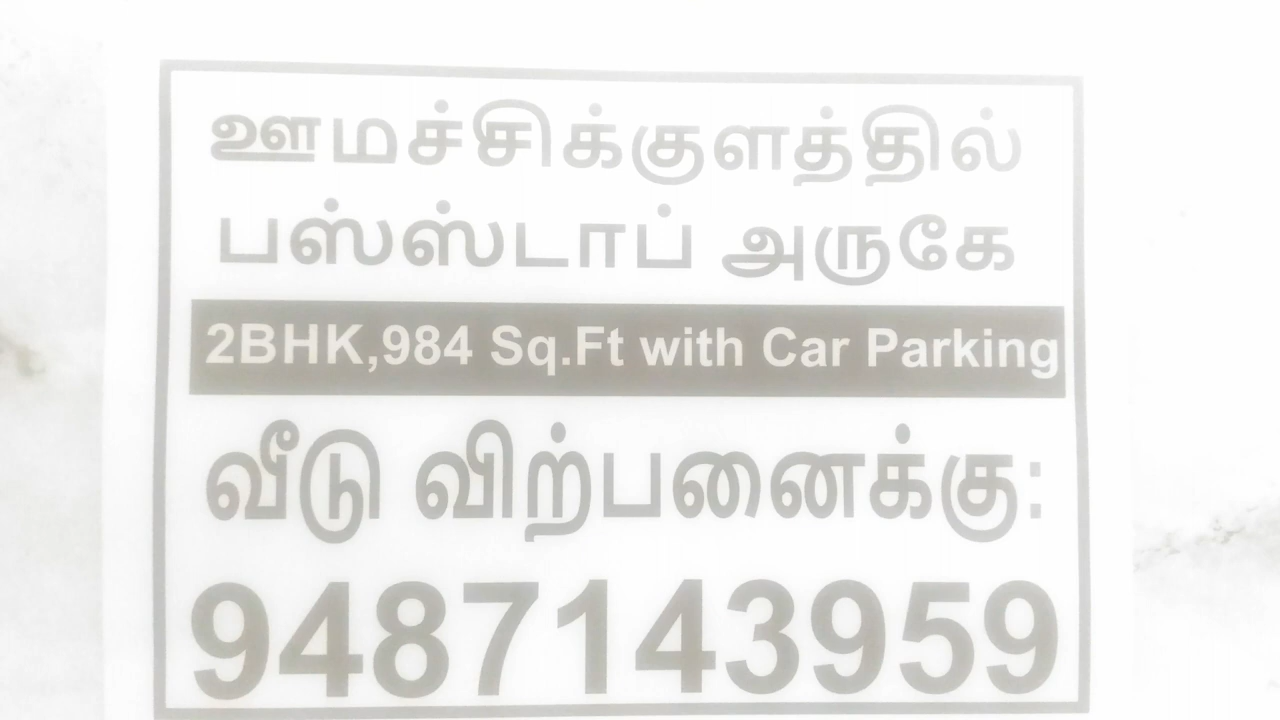 ஊமச்சிக்குளத்தில்
பஸ்ஸ்டாப் அருகே
2BHK,984 Sq.Ft with Car Parking
வீடு விற்பனைக்கு:
9487143959